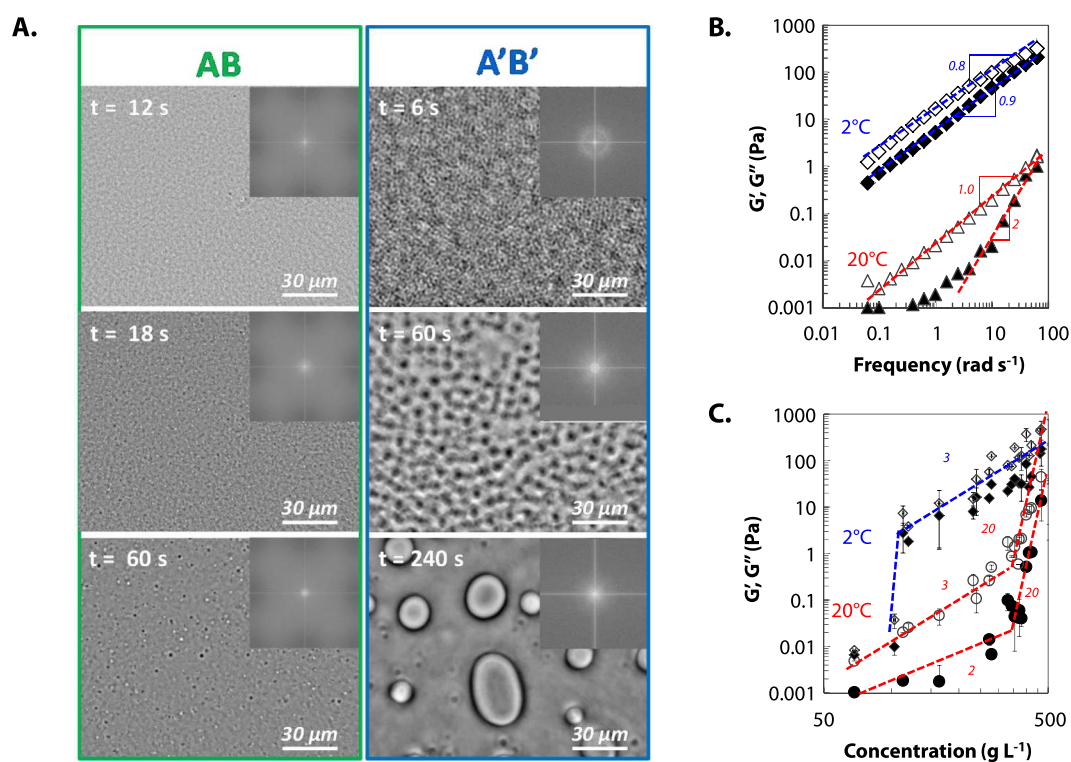 A.
AB
A'B'
t = 12 s
30 µm
t = 6 s
30 µm
t = 18 s
30 µm
t = 60 s
30 µm
t = 60 s
30 µm
t = 240 s
30 µm
B.
G', G'' (Pa)
1000
100
10
1
0.1
0.01
0.001
0.01
0.1
1
10
100
0.8
0.9
2°C
1.0
2
20°C
Frequency (rad s-1)
C.
G', G'' (Pa)
1000
100
10
1
0.1
0.01
0.001
50
500
3
2°C
20
3
20°C
20
2
Concentration (g L-1)